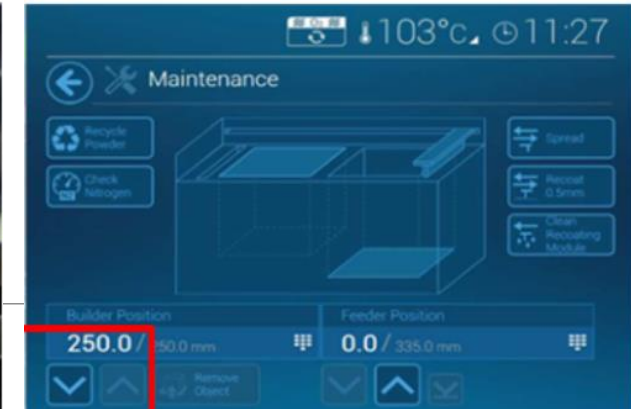 103°C 11:27
Maintenance
Recycle
Powder
Spread
Check
Nitrogen
Recoat
0.5mm
Clean
Recoating
Module
Builder Position
Feeder Position
250.0 / 250.0 mm
0.0 / 335.0 mm
Remove
Object